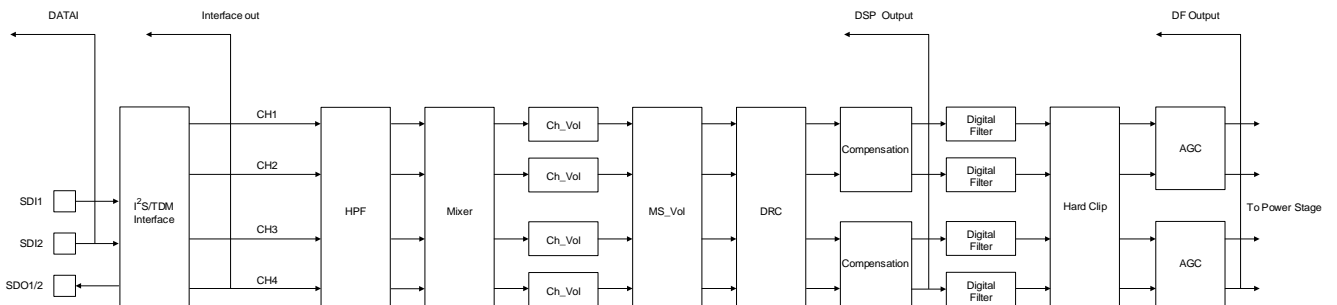 DATAI
Interface out
DSP Output
DF Output
CH1
CH2
CH3
CH4
SDI1
SDI2
SDO1/2
I²S/TDM
Interface
HPF
Mixer
Ch_Vol
Ch_Vol
Ch_Vol
Ch_Vol
MS_Vol
DRC
Compensation
Compensation
Digital
Filter
Digital
Filter
Digital
Filter
Digital
Filter
Hard Clip
AGC
AGC
To Power Stage